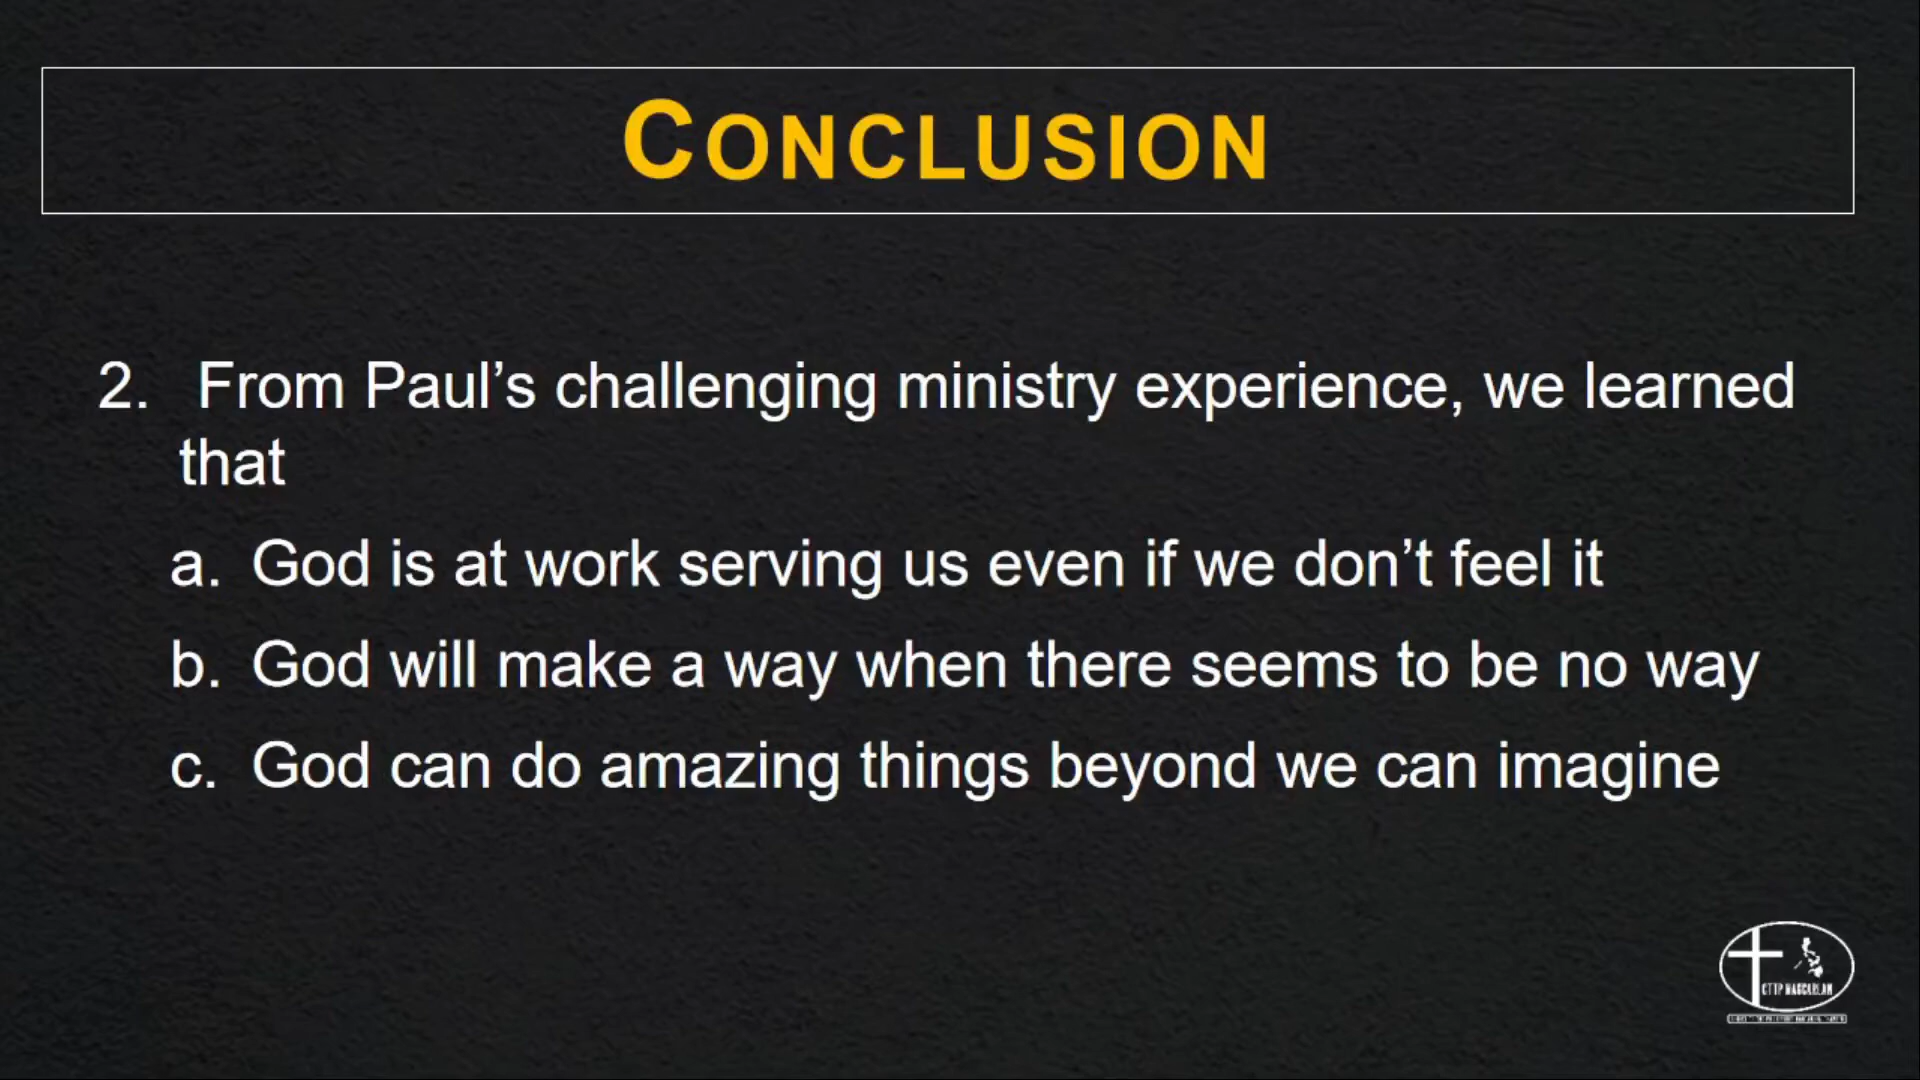 CONCLUSION
2. From Paul’s challenging ministry experience, we learned
that
a. God is at work serving us even if we don’t feel it
b. God will make a way when there seems to be no way
c. God can do amazing things beyond we can imagine
CTTP NAGCARLAN